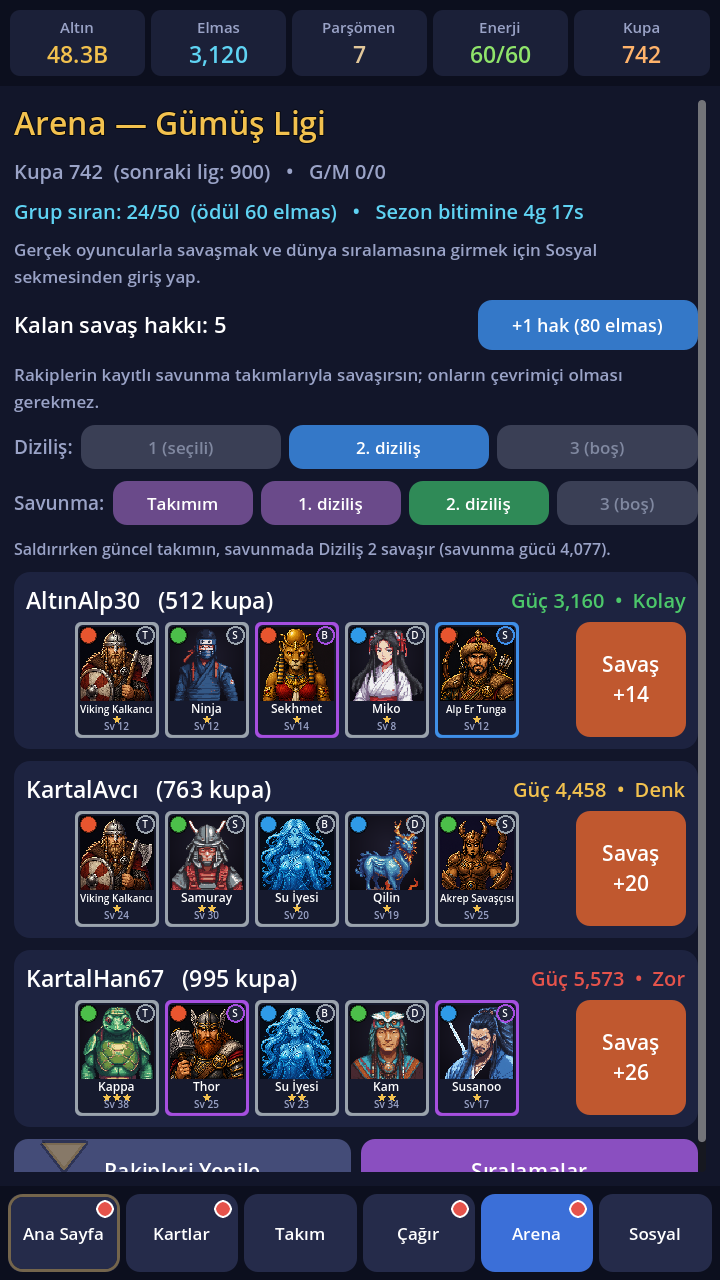 Altın Elmas Parşömen Enerji Kupa
48.3B 3,120 7 60/60 742
Arena — Gümüş Ligi
Kupa 742 (sonraki lig: 900) • G/M 0/0
Grup sıran: 24/50 (ödül 60 elmas) • Sezon bitimine 4g 17s
Gerçek oyuncularla savaşmak ve dünya sıralamasına girmek için Sosyal
sekmesinden giriş yap.
Kalan savaş hakkı: 5 +1 hak (80 elmas)
Rakiplerin kayıtlı savunma takımlarıyla savaşırsın; onların çevrimiçi olması
gerekmez.
Diziliş: 1 (seçili) 2. diziliş 3 (boş)
Savunma: Takımım 1. diziliş 2. diziliş 3 (boş)
Saldırırken güncel takımın, savunmada Diziliş 2 savaşır (savunma gücü 4,077).
AltınAlp30 (512 kupa) Güç 3,160 • Kolay
T S B D S
Viking Kalkancı Ninja Sekhmet Miko Alp Er Tunga
Sv 12 Sv 12 Sv 14 Sv 8 Sv 12
Savaş
+14
KartalAvcı (763 kupa) Güç 4,458 • Denk
T S B D S
Viking Kalkancı Samuray Su İyesi Qilin Akrep Savaşçısı
Sv 24 Sv 30 Sv 20 Sv 19 Sv 25
Savaş
+20
KartalHan67 (995 kupa) Güç 5,573 • Zor
T S B D S
Kappa Thor Su İyesi Kam Susanoo
Sv 38 Sv 25 Sv 23 Sv 34 Sv 17
Savaş
+26
Rakipleri Yenile Sıralamalar
Ana Sayfa Kartlar Takım Çağır Arena Sosyal